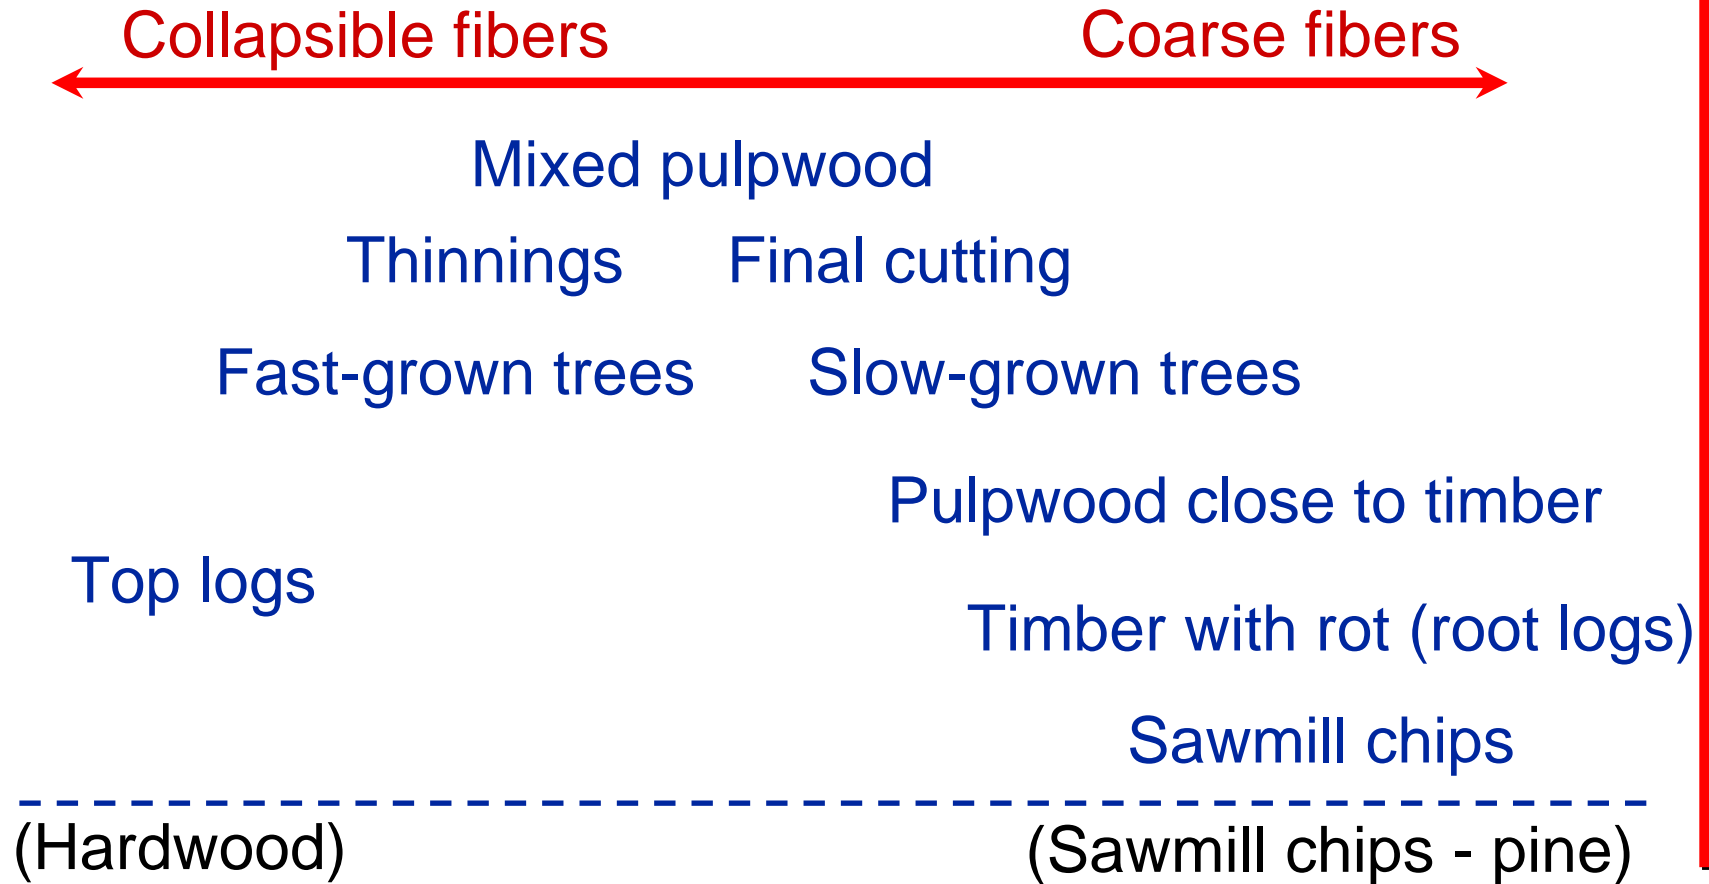 Collapsible fibers Coarse fibers
Mixed pulpwood
Thinnings Final cutting
Fast-grown trees Slow-grown trees
Pulpwood close to timber
Top logs
Timber with rot (root logs)
Sawmill chips
(Hardwood) (Sawmill chips - pine)